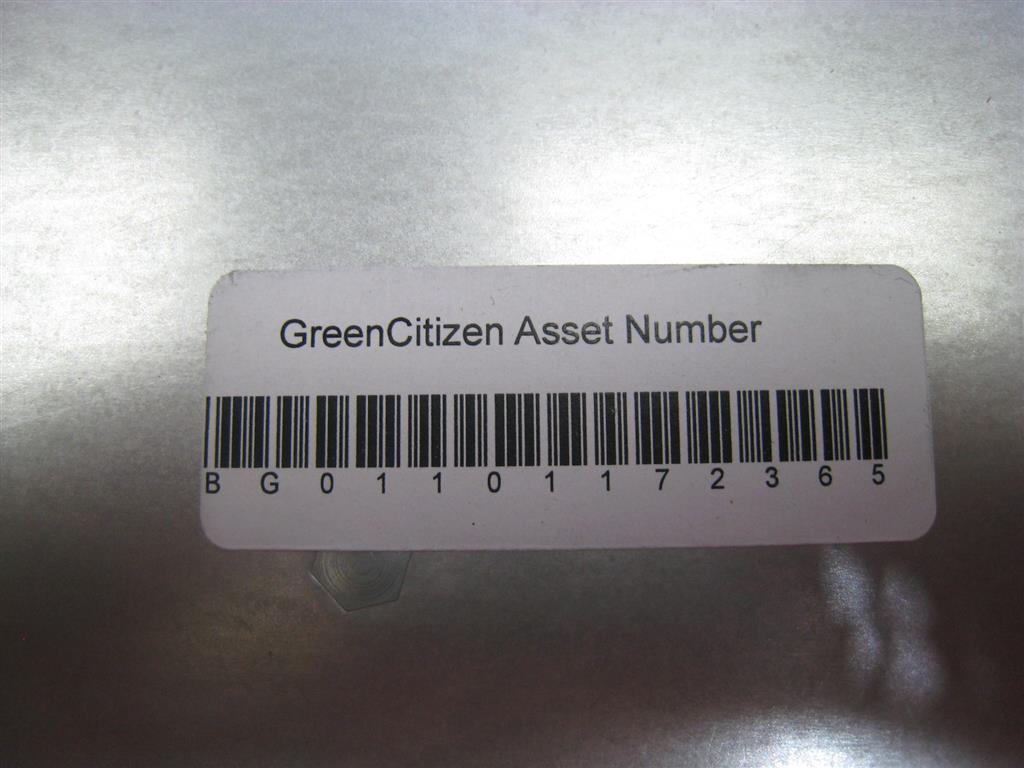 GreenCitizen Asset Number
B G 0 1 1 0 1 1 7 2 3 6 5